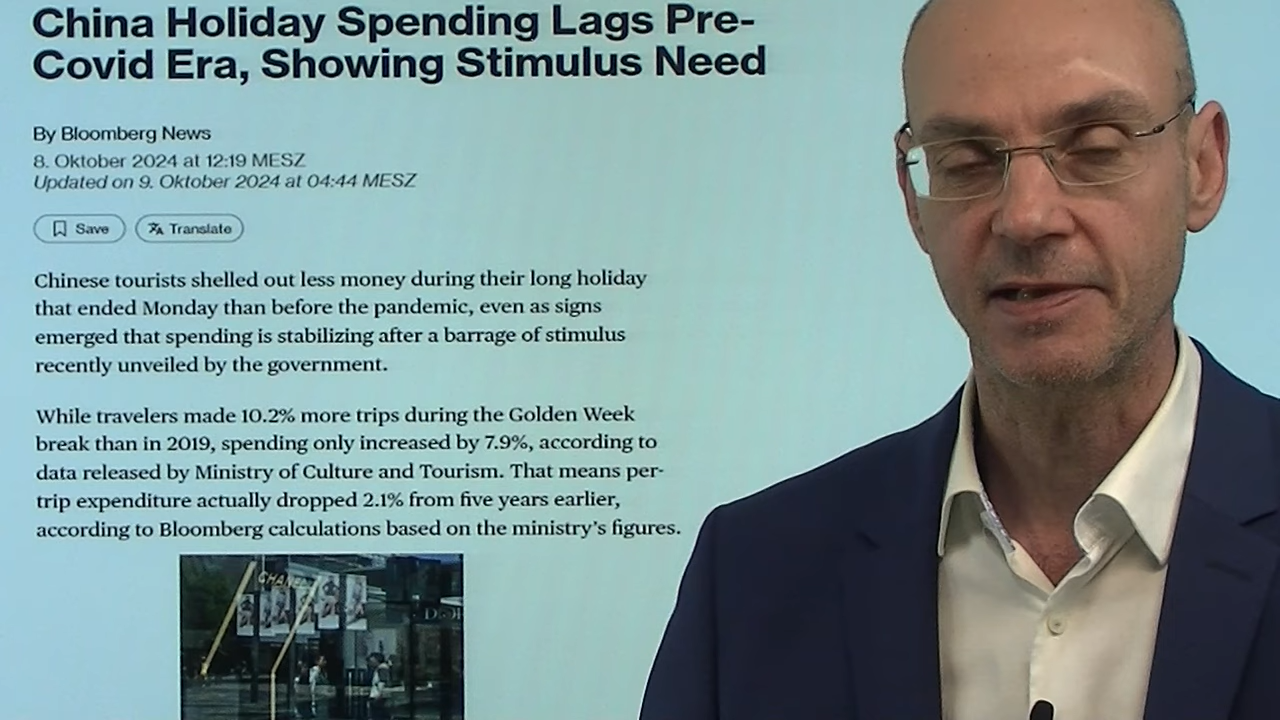 China Holiday Spending Lags Pre-
Covid Era, Showing Stimulus Need
By Bloomberg News
8. Oktober 2024 at 12:19 MESZ
Updated on 9. Oktober 2024 at 04:44 MESZ
Save
Translate
Chinese tourists shelled out less money during their long holiday
that ended Monday than before the pandemic, even as signs
emerged that spending is stabilizing after a barrage of stimulus
recently unveiled by the government.
While travelers made 10.2% more trips during the Golden Week
break than in 2019, spending only increased by 7.9%, according to
data released by Ministry of Culture and Tourism. That means per-
trip expenditure actually dropped 2.1% from five years earlier,
according to Bloomberg calculations based on the ministry's figures.
CHANEL